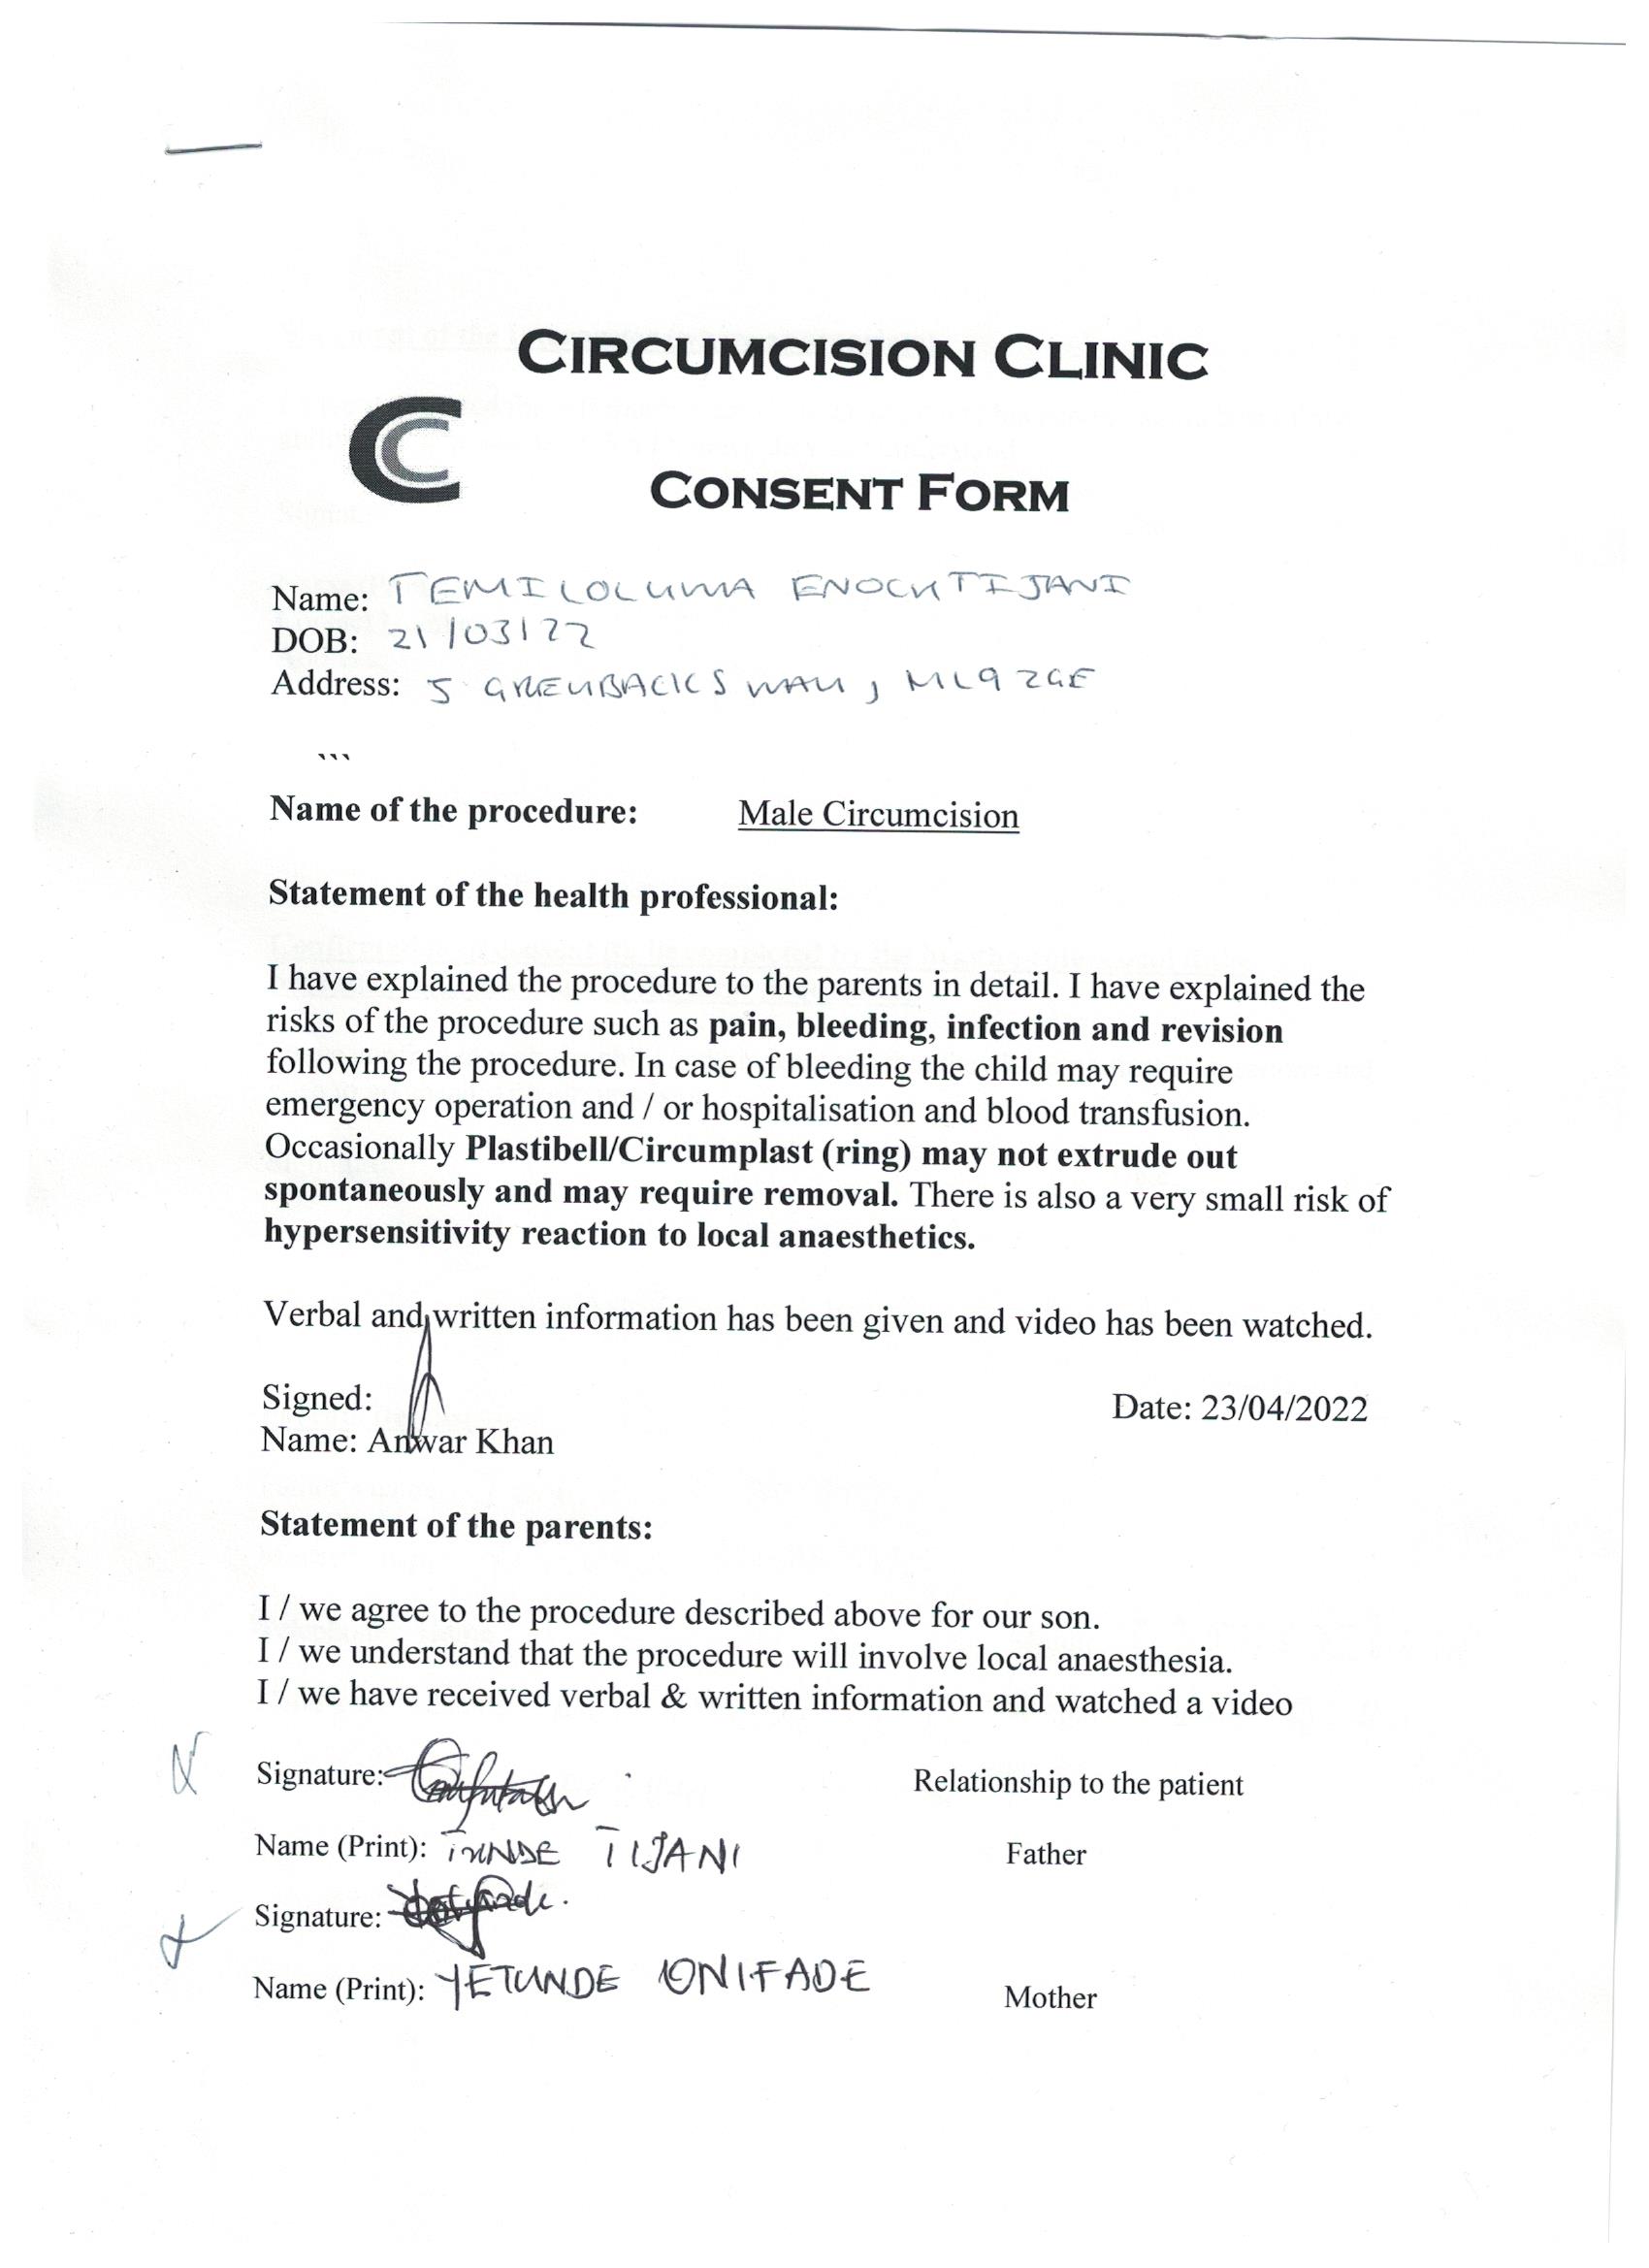 CIRCUMCISION CLINIC
CC
CONSENT FORM
Name: TEMILOLUWA ENOCH TIJANI
DOB: 21/03/22
Address: 5 GREENBACKS WAY, ML9 2GE
```
Name of the procedure: Male Circumcision
Statement of the health professional:
I have explained the procedure to the parents in detail. I have explained the
risks of the procedure such as pain, bleeding, infection and revision
following the procedure. In case of bleeding the child may require
emergency operation and / or hospitalisation and blood transfusion.
Occasionally Plastibell/Circumplast (ring) may not extrude out
spontaneously and may require removal. There is also a very small risk of
hypersensitivity reaction to local anaesthetics.
Verbal and written information has been given and video has been watched.
Signed: Date: 23/04/2022
Name: Anwar Khan
Statement of the parents:
I / we agree to the procedure described above for our son.
I / we understand that the procedure will involve local anaesthesia.
I / we have received verbal & written information and watched a video
Signature: Relationship to the patient
Name (Print): TUNDE TIJANI Father
Signature:
Name (Print): YETUNDE ONIFADE Mother